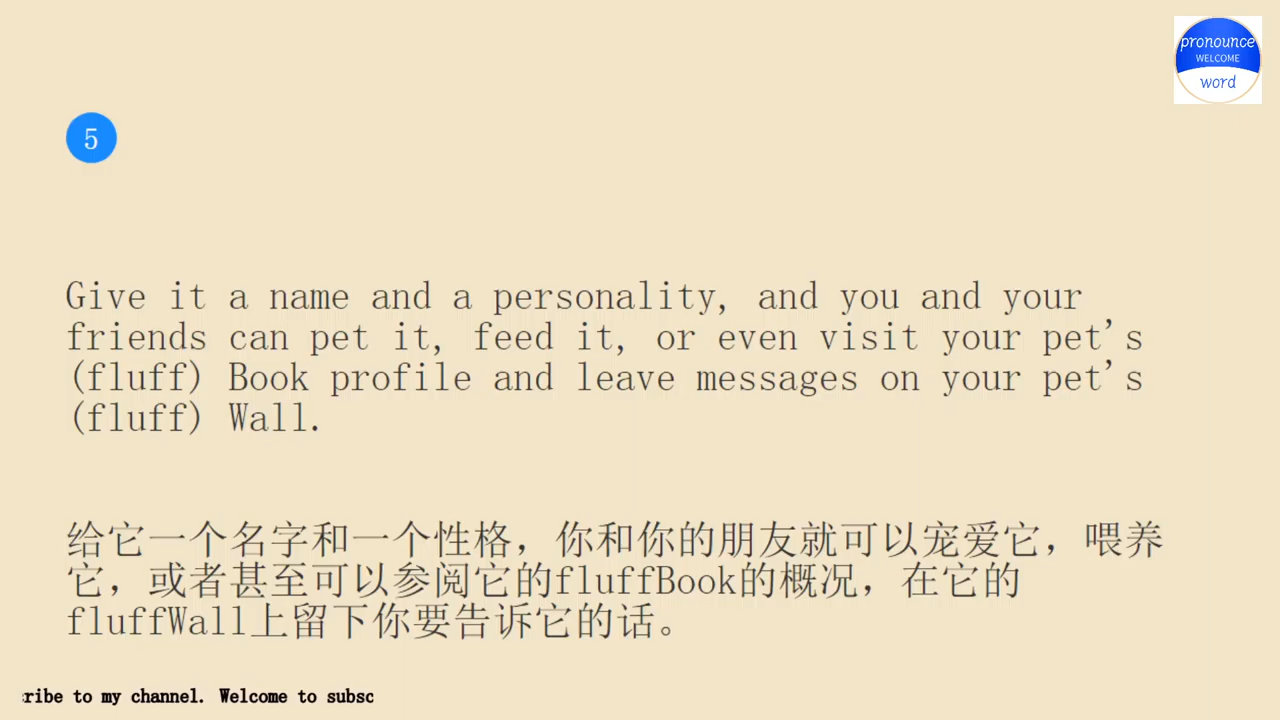 pronounce
WELCOME
word
5
Give it a name and a personality, and you and your
friends can pet it, feed it, or even visit your pet's
(fluff) Book profile and leave messages on your pet's
(fluff) Wall.
给它一个名字和一个性格，你和你的朋友就可以宠爱它，喂养
它，或者甚至可以参阅它的fluffBook的概况，在它的
fluffWall上留下你要告诉它的话。
ribe to my channel. Welcome to subsc